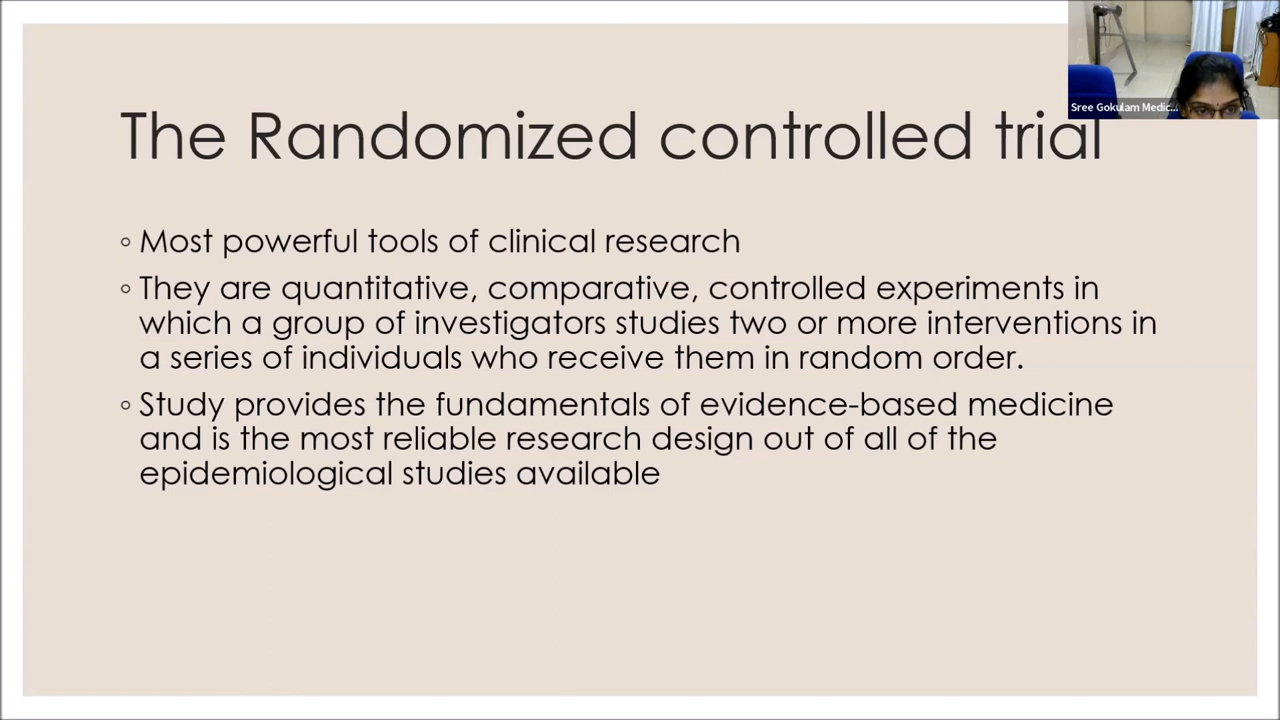 Sree Gokulam Medic...
The Randomized controlled trial
◦ Most powerful tools of clinical research
◦ They are quantitative, comparative, controlled experiments in
which a group of investigators studies two or more interventions in
a series of individuals who receive them in random order.
◦ Study provides the fundamentals of evidence-based medicine
and is the most reliable research design out of all of the
epidemiological studies available